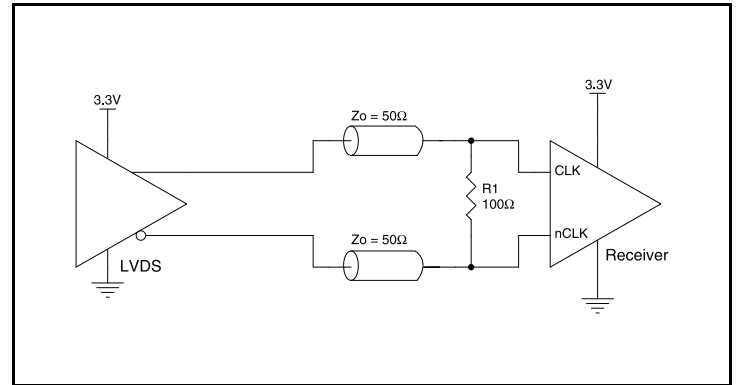 3.3V
3.3V
Zo = 50Ω
CLK
R1
100Ω
nCLK
Zo = 50Ω
LVDS
Receiver